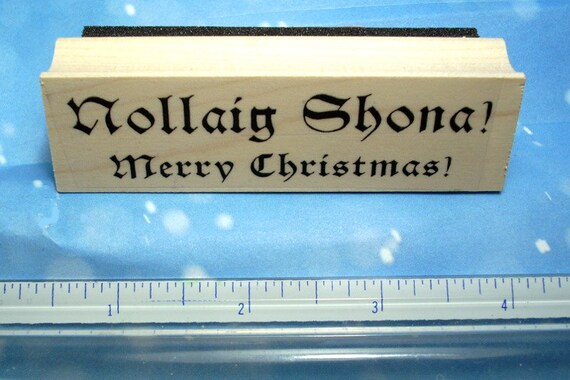 Nollaig Shona!
Merry Christmas!
1 2 3 4